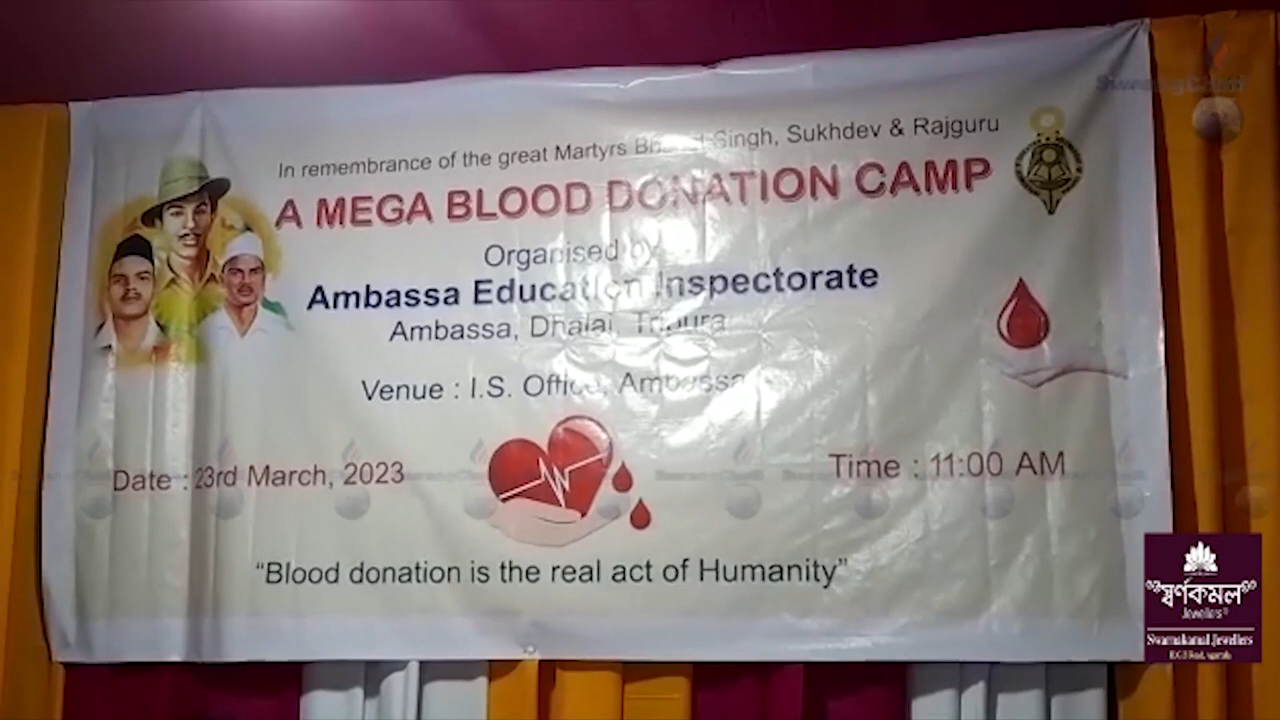 In remembrance of the great Martyrs Bhagat Singh, Sukhdev & Rajguru
A MEGA BLOOD DONATION CAMP
Organised by
Ambassa Education Inspectorate
Ambassa, Dhalai, Tripura
Venue : I.S. Office, Ambassa
Date : 23rd March, 2023
Time : 11:00 AM
“Blood donation is the real act of Humanity”
স্বর্ণকমল
Jewellers
Swarnakamal Jewellers